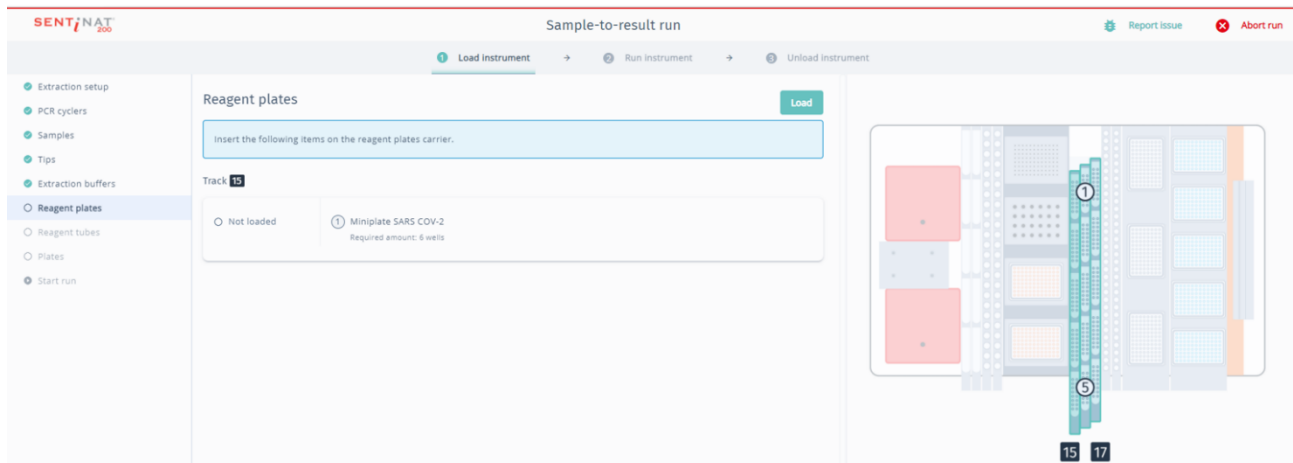 SENTiNAT 200
Sample-to-result run
Report issue
Abort run
1 Load instrument → 2 Run instrument → 3 Unload instrument
Extraction setup
PCR cyclers
Samples
Tips
Extraction buffers
Reagent plates
Reagent tubes
Plates
Start run
Reagent plates
Load
Insert the following items on the reagent plates carrier.
Track 15
Not loaded
1 Miniplate SARS COV-2
Required amount: 6 wells
1
5
15 17